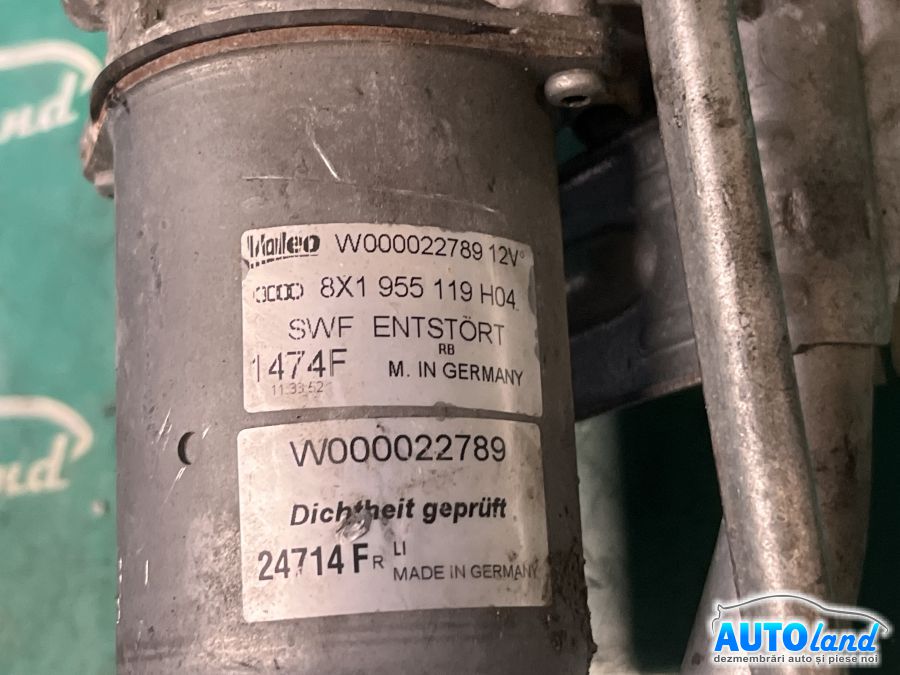 Valeo W000022789 12V
8X1 955 119 H04
SWF ENTSTÖRT
RB
1474F M. IN GERMANY
11:33:52
W000022789
Dichtheit geprüft
24714 F R LI
MADE IN GERMANY
AUTOland
dezmembrări auto și piese noi